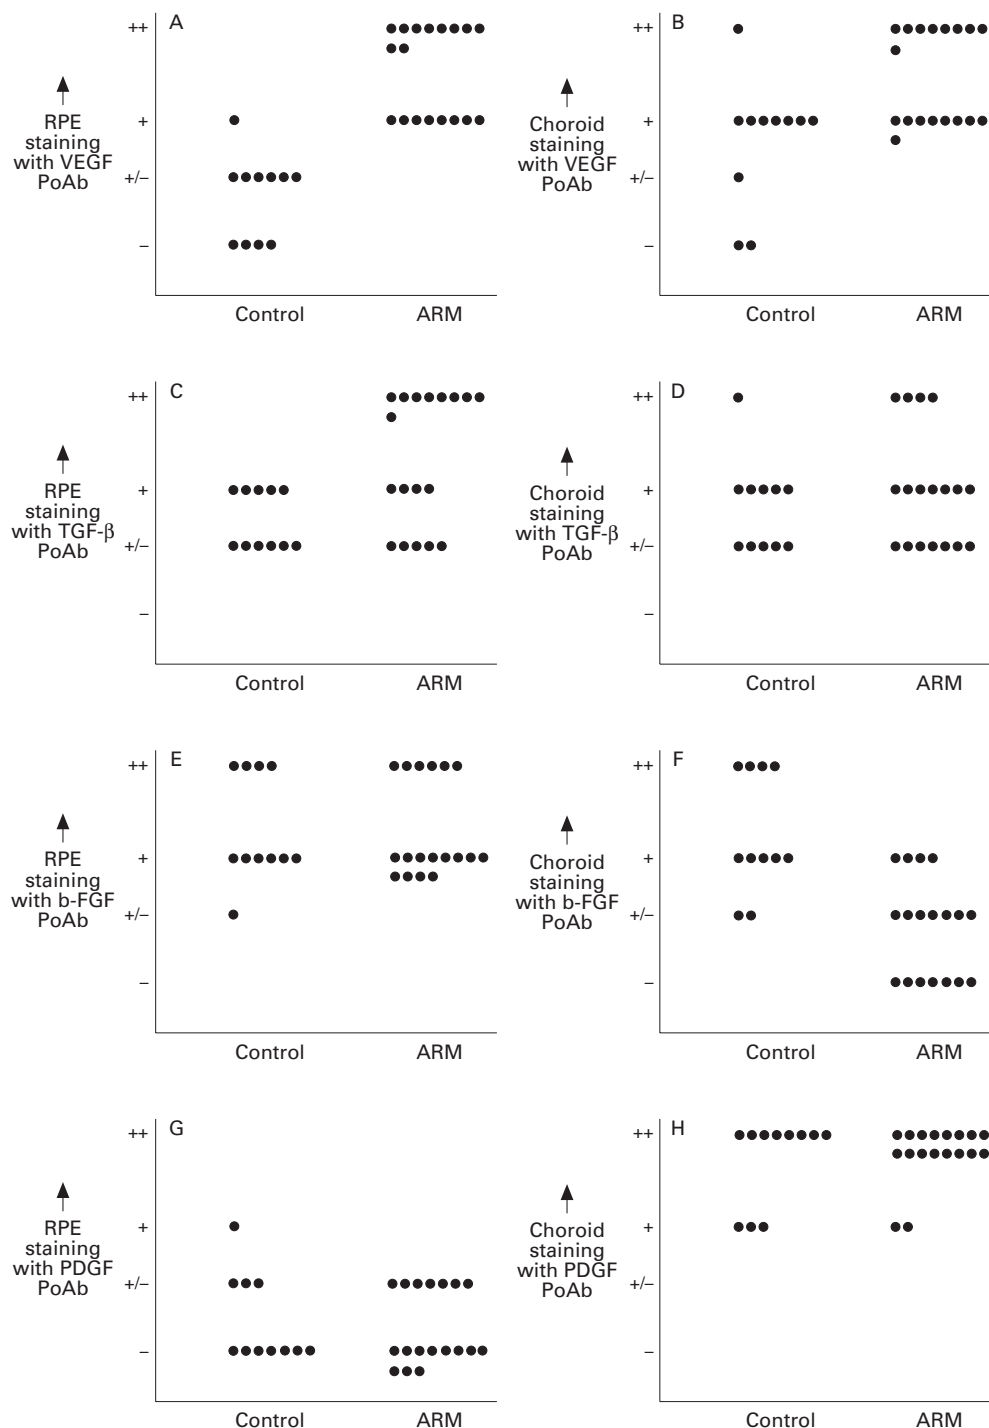 A
++
+
+/–
–
RPE
staining
with VEGF
PoAb
Control ARM
B
++
+
+/–
–
Choroid
staining
with VEGF
PoAb
Control ARM
C
++
+
+/–
–
RPE
staining
with TGF-β
PoAb
Control ARM
D
++
+
+/–
–
Choroid
staining
with TGF-β
PoAb
Control ARM
E
++
+
+/–
–
RPE
staining
with b-FGF
PoAb
Control ARM
F
++
+
+/–
–
Choroid
staining
with b-FGF
PoAb
Control ARM
G
++
+
+/–
–
RPE
staining
with PDGF
PoAb
Control ARM
H
++
+
+/–
–
Choroid
staining
with PDGF
PoAb
Control ARM